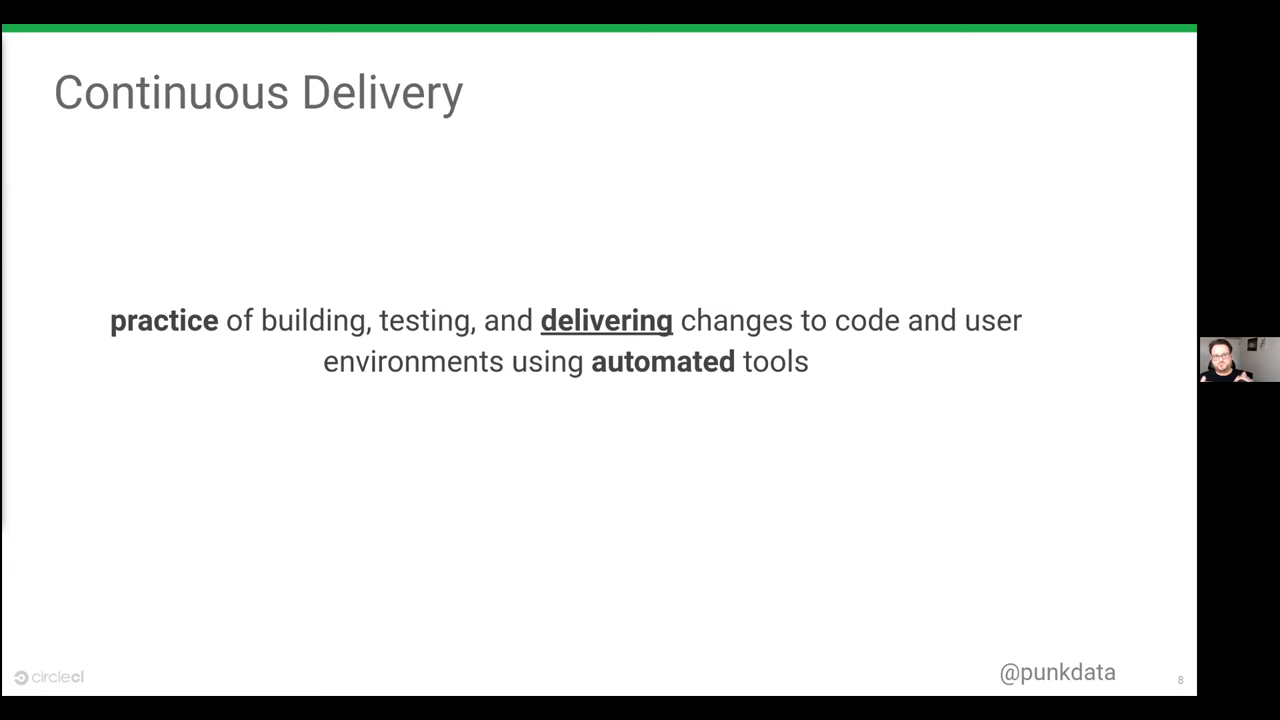 Continuous Delivery
practice of building, testing, and delivering changes to code and user
environments using automated tools
circleci
@punkdata
8